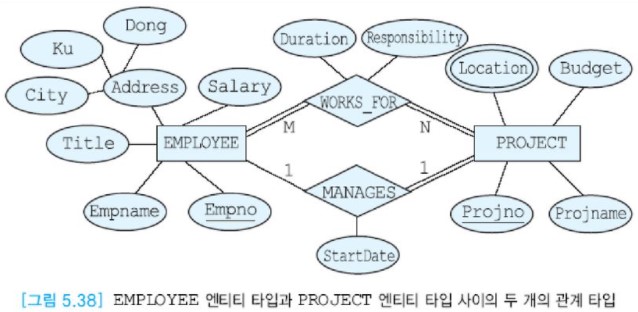 Dong
Ku
Duration
Responsibility
City
Address
Salary
Location
Budget
WORKS_FOR
M
N
Title
EMPLOYEE
PROJECT
1
1
MANAGES
Empname
Empno
Projno
Projname
StartDate
[그림 5.38] EMPLOYEE 엔티티 타입과 PROJECT 엔티티 타입 사이의 두 개의 관계 타입